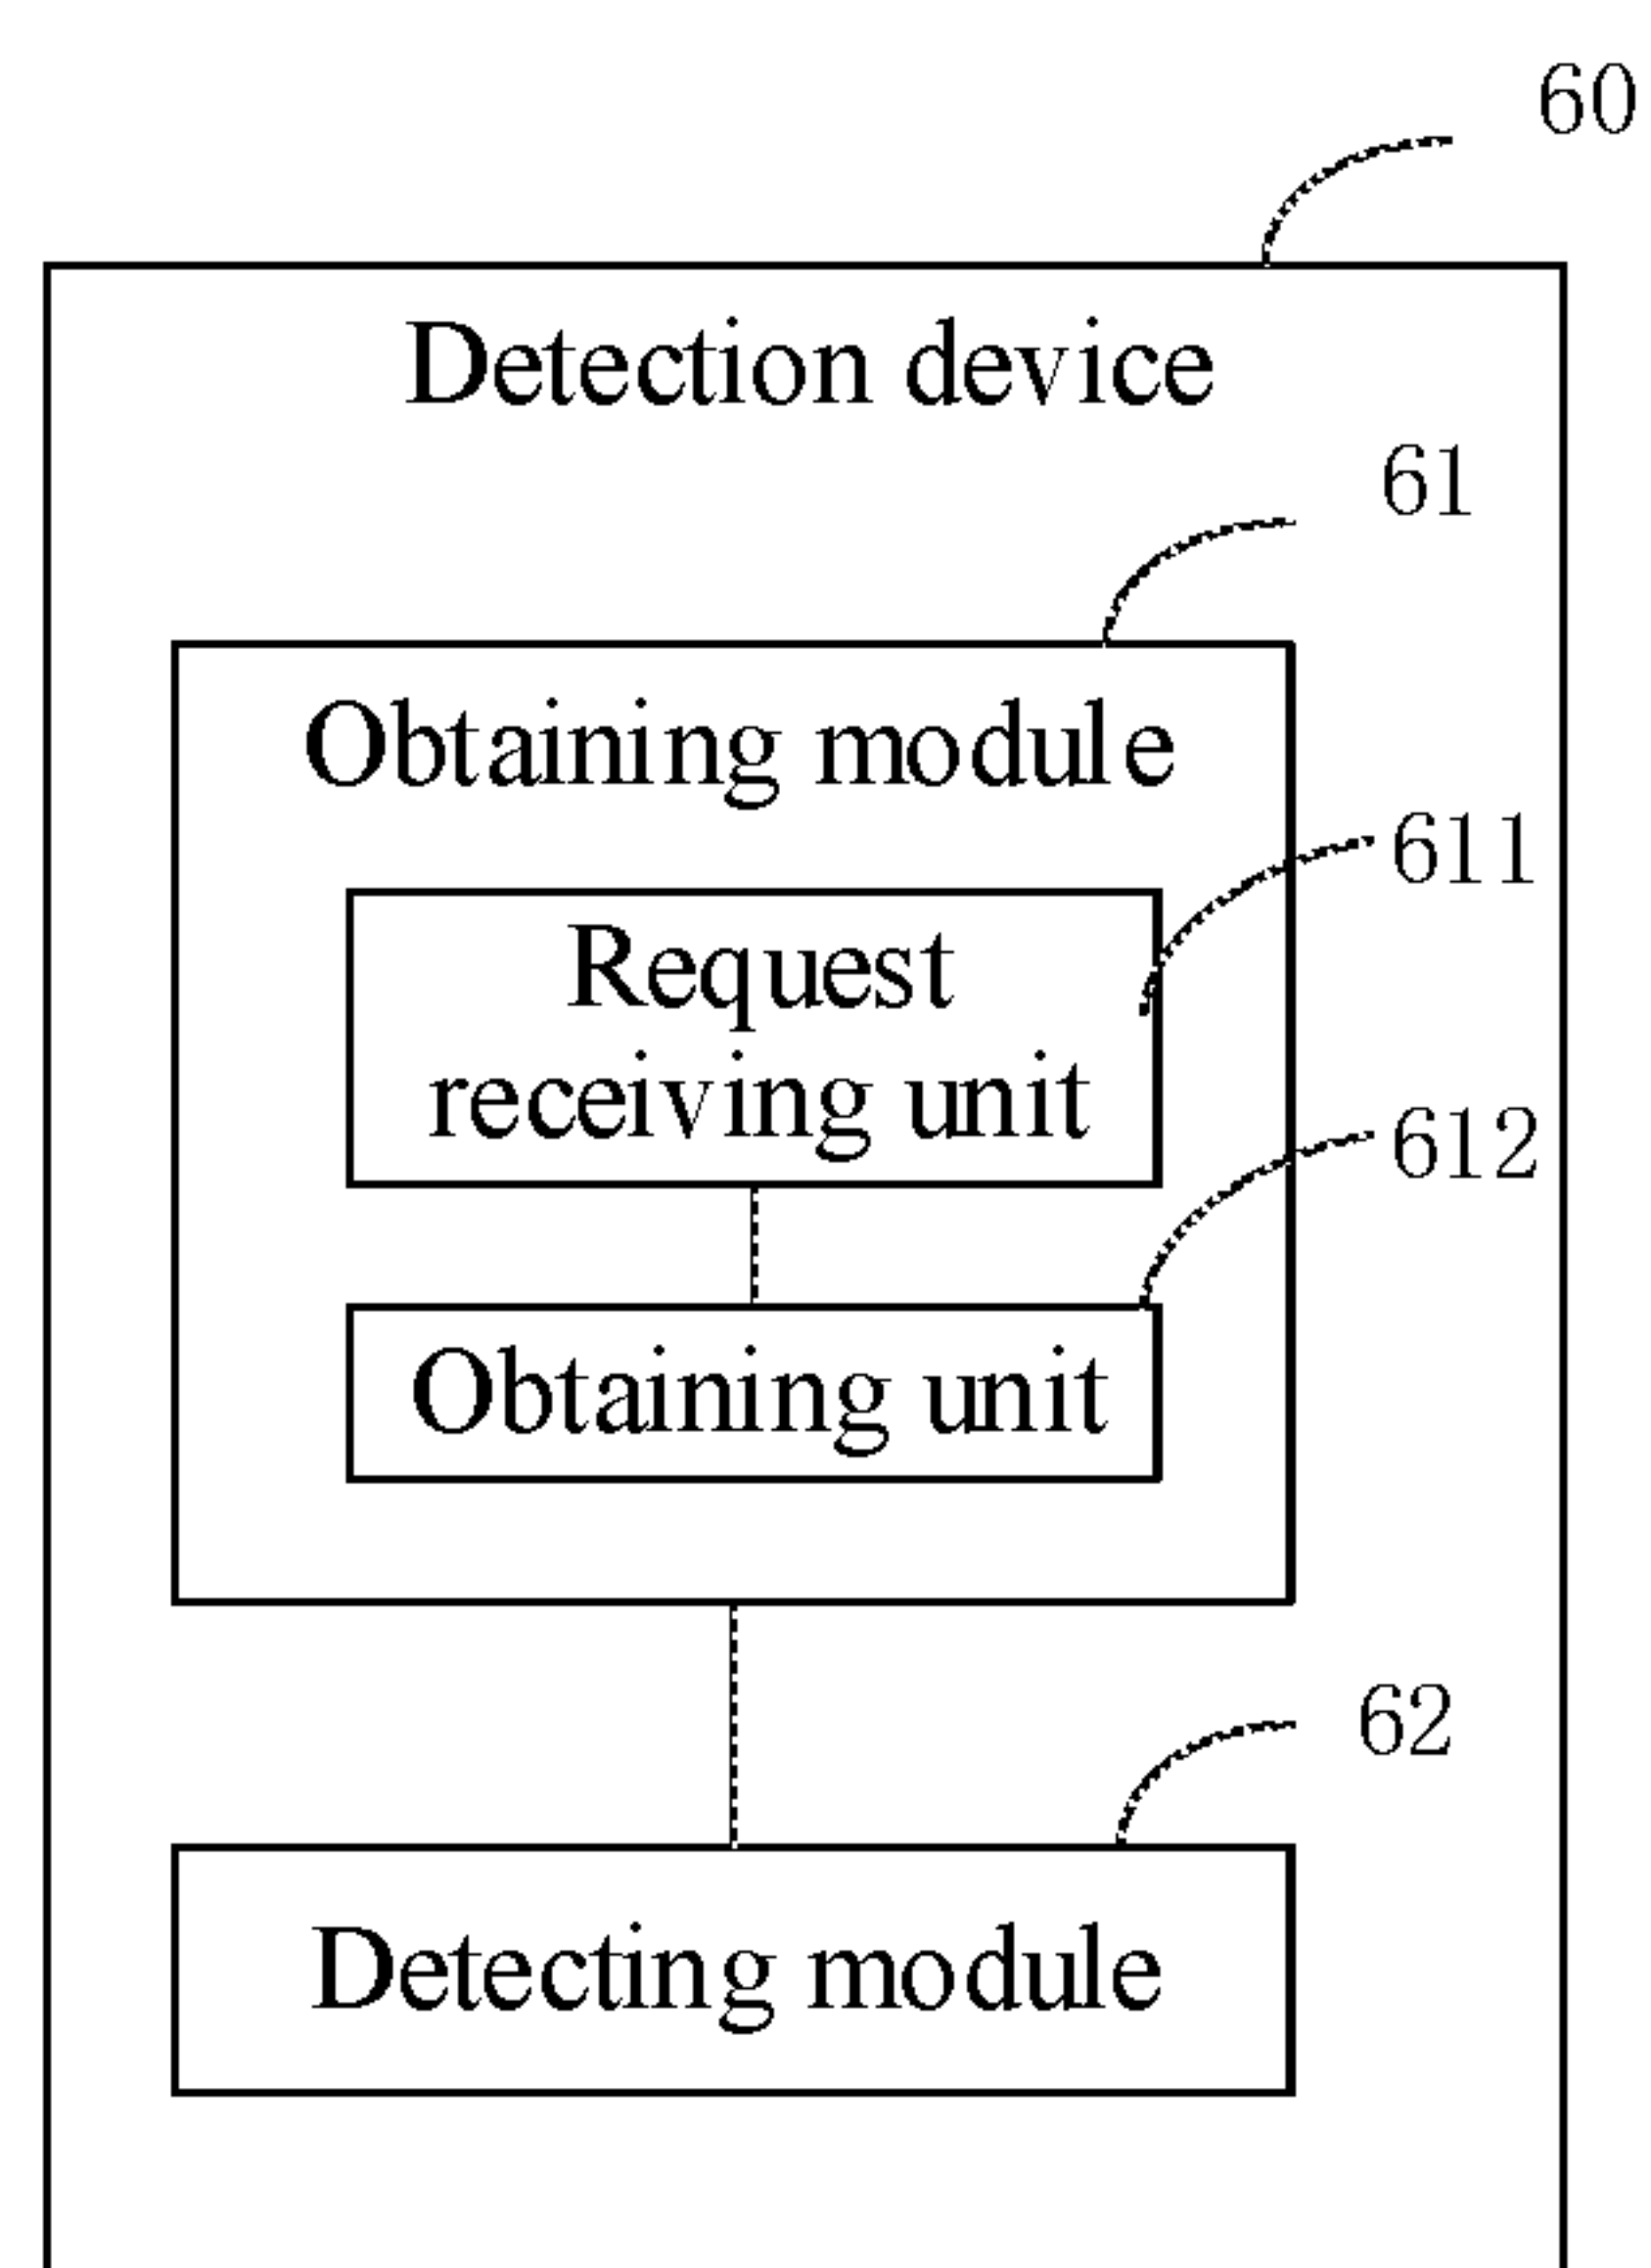 60
Detection device
61
Obtaining module
611
Request
receiving unit
612
Obtaining unit
62
Detecting module